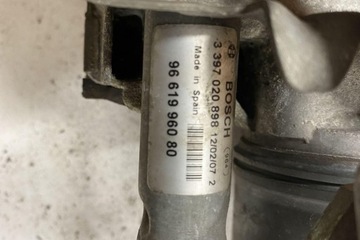 BOSCH
3 397 020 898 12/02/07 2
Made in Spain
96 619 960 80